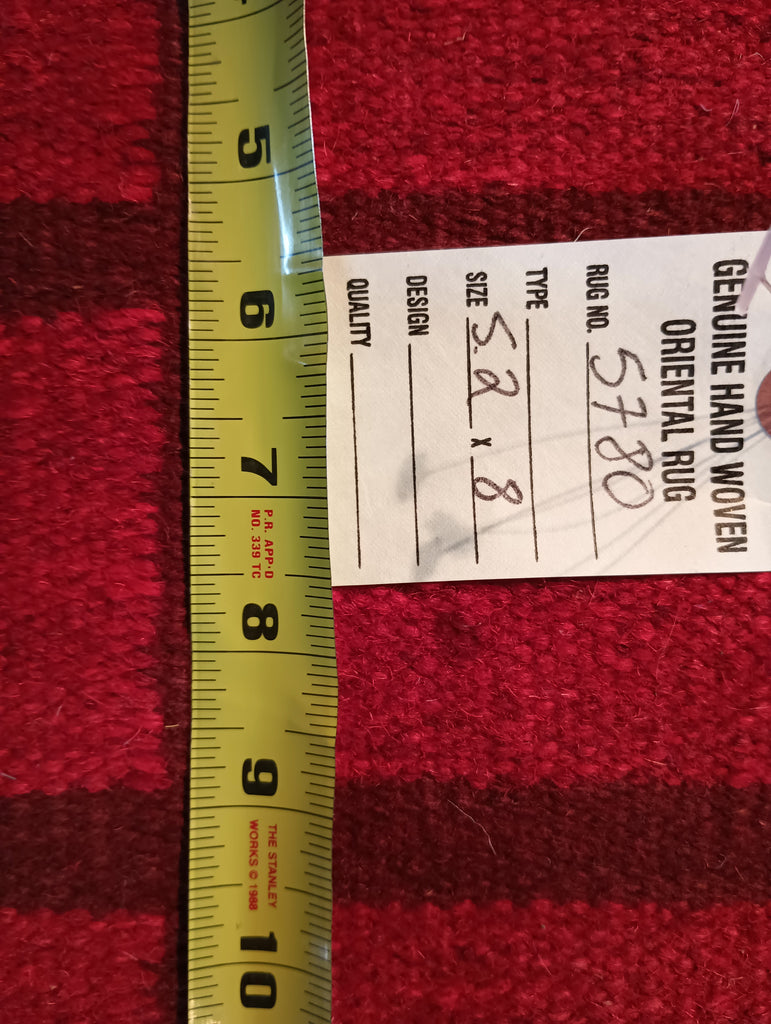 GENUINE HAND WOVEN
ORIENTAL RUG
RUG NO. 5780
TYPE
SIZE 5.2 x 8
DESIGN
QUALITY
5
6
7
P.R. APP'D
NO. 339 TC
8
9
THE STANLEY
WORKS © 1988
10